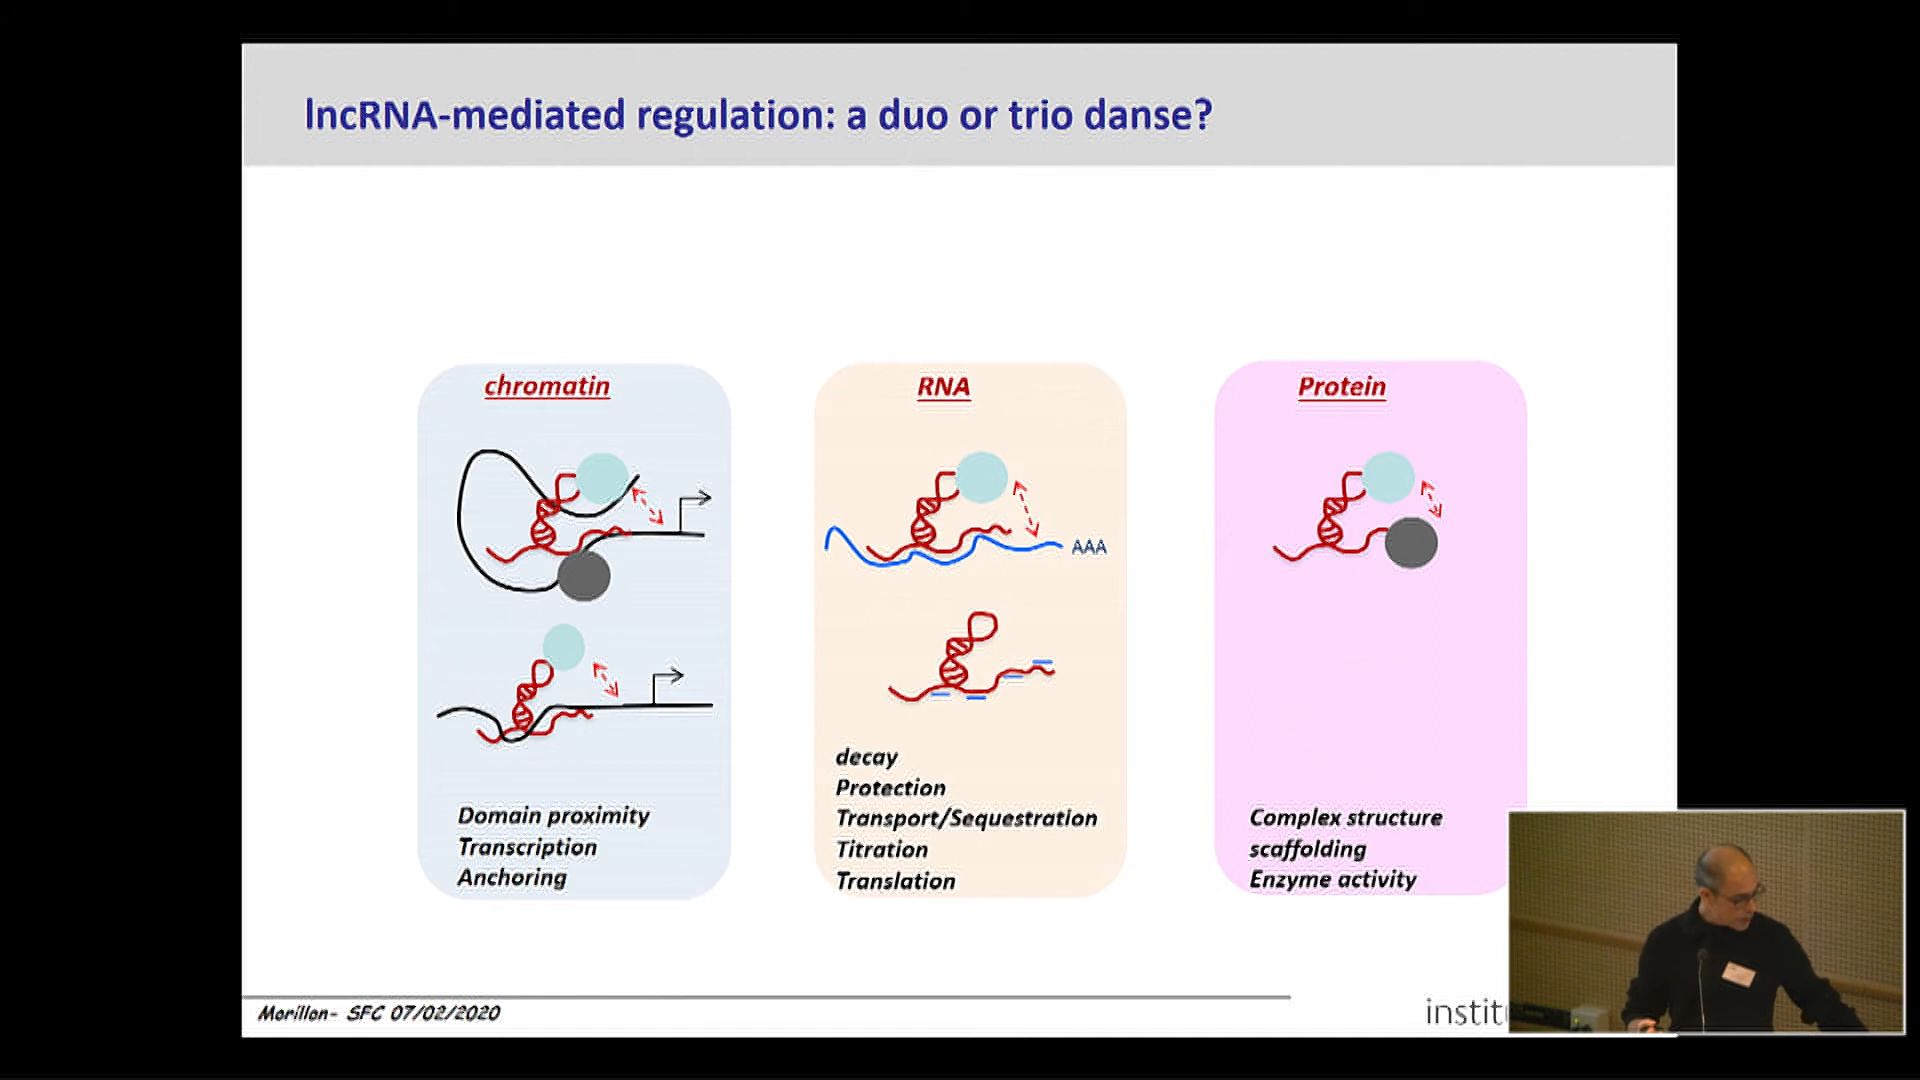 lncRNA-mediated regulation: a duo or trio danse?
chromatin
Domain proximity
Transcription
Anchoring
RNA
AAA
decay
Protection
Transport/Sequestration
Titration
Translation
Protein
Complex structure
scaffolding
Enzyme activity
Morillon- SFC 07/02/2020